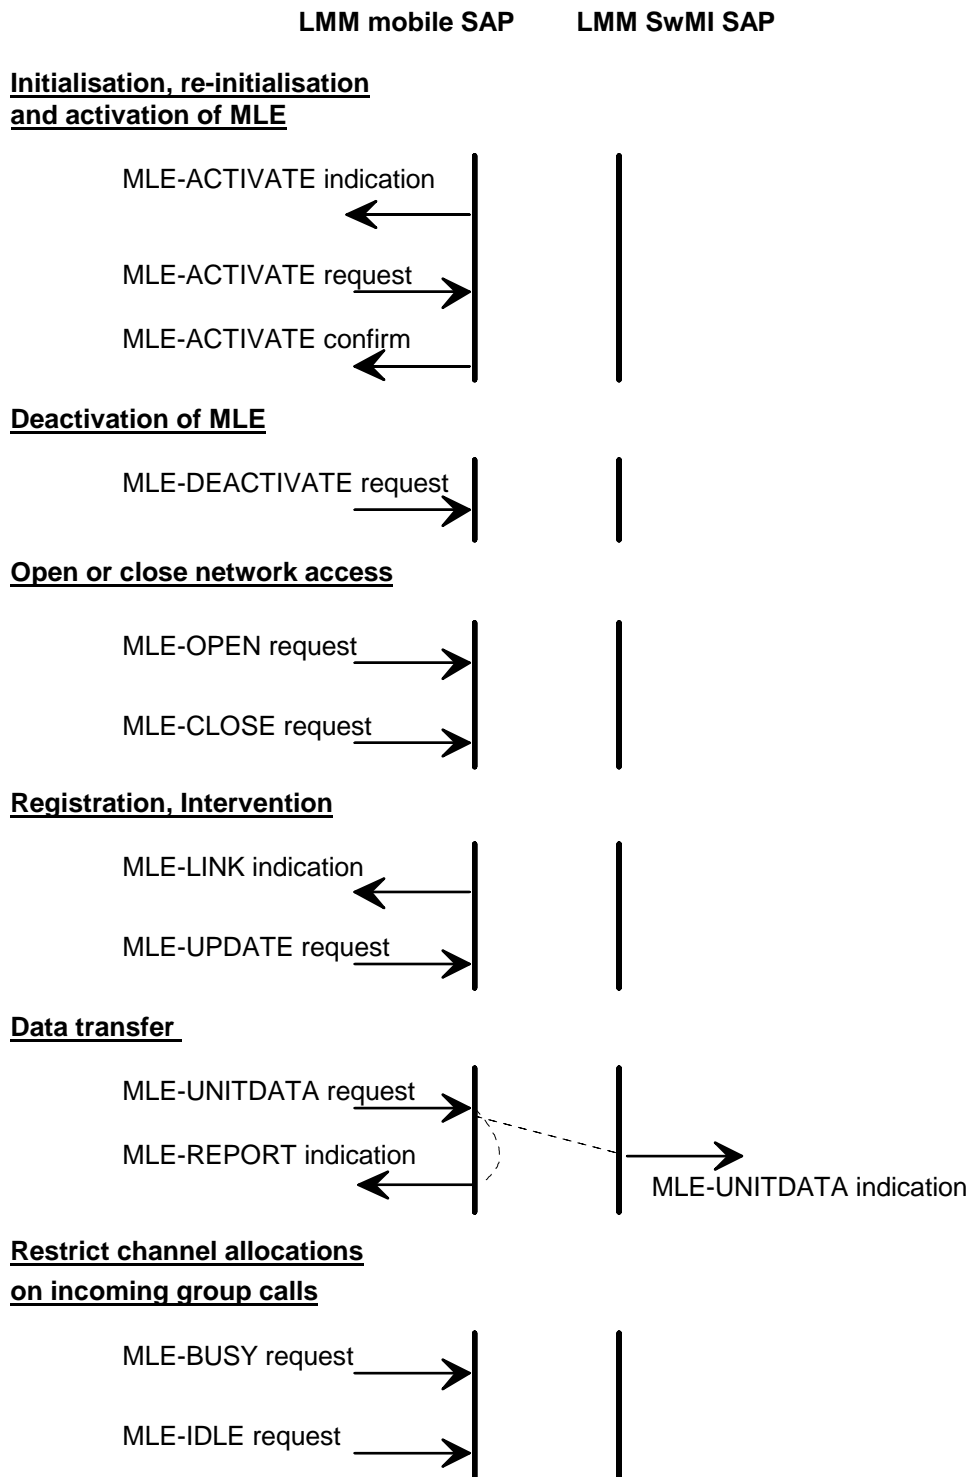 LMM mobile SAP LMM SwMI SAP
Initialisation, re-initialisation
and activation of MLE
MLE-ACTIVATE indication
MLE-ACTIVATE request
MLE-ACTIVATE confirm
Deactivation of MLE
MLE-DEACTIVATE request
Open or close network access
MLE-OPEN request
MLE-CLOSE request
Registration, Intervention
MLE-LINK indication
MLE-UPDATE request
Data transfer
MLE-UNITDATA request
MLE-REPORT indication
MLE-UNITDATA indication
Restrict channel allocations
on incoming group calls
MLE-BUSY request
MLE-IDLE request